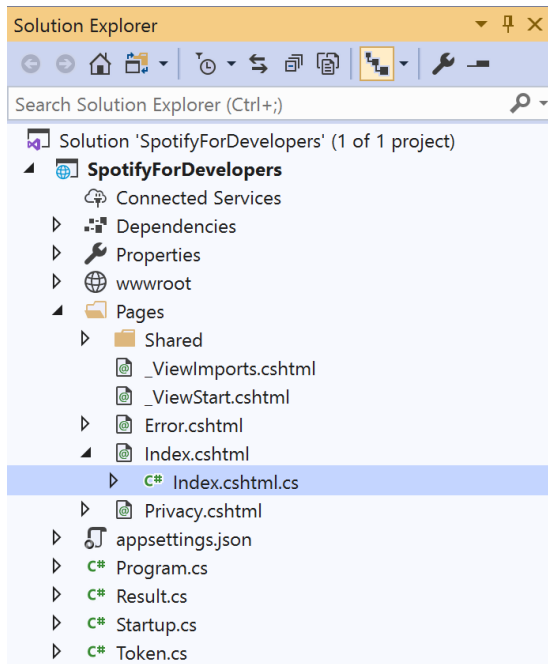 Solution Explorer
Search Solution Explorer (Ctrl+;)
Solution 'SpotifyForDevelopers' (1 of 1 project)
SpotifyForDevelopers
Connected Services
Dependencies
Properties
wwwroot
Pages
Shared
_ViewImports.cshtml
_ViewStart.cshtml
Error.cshtml
Index.cshtml
C# Index.cshtml.cs
Privacy.cshtml
appsettings.json
C# Program.cs
C# Result.cs
C# Startup.cs
C# Token.cs